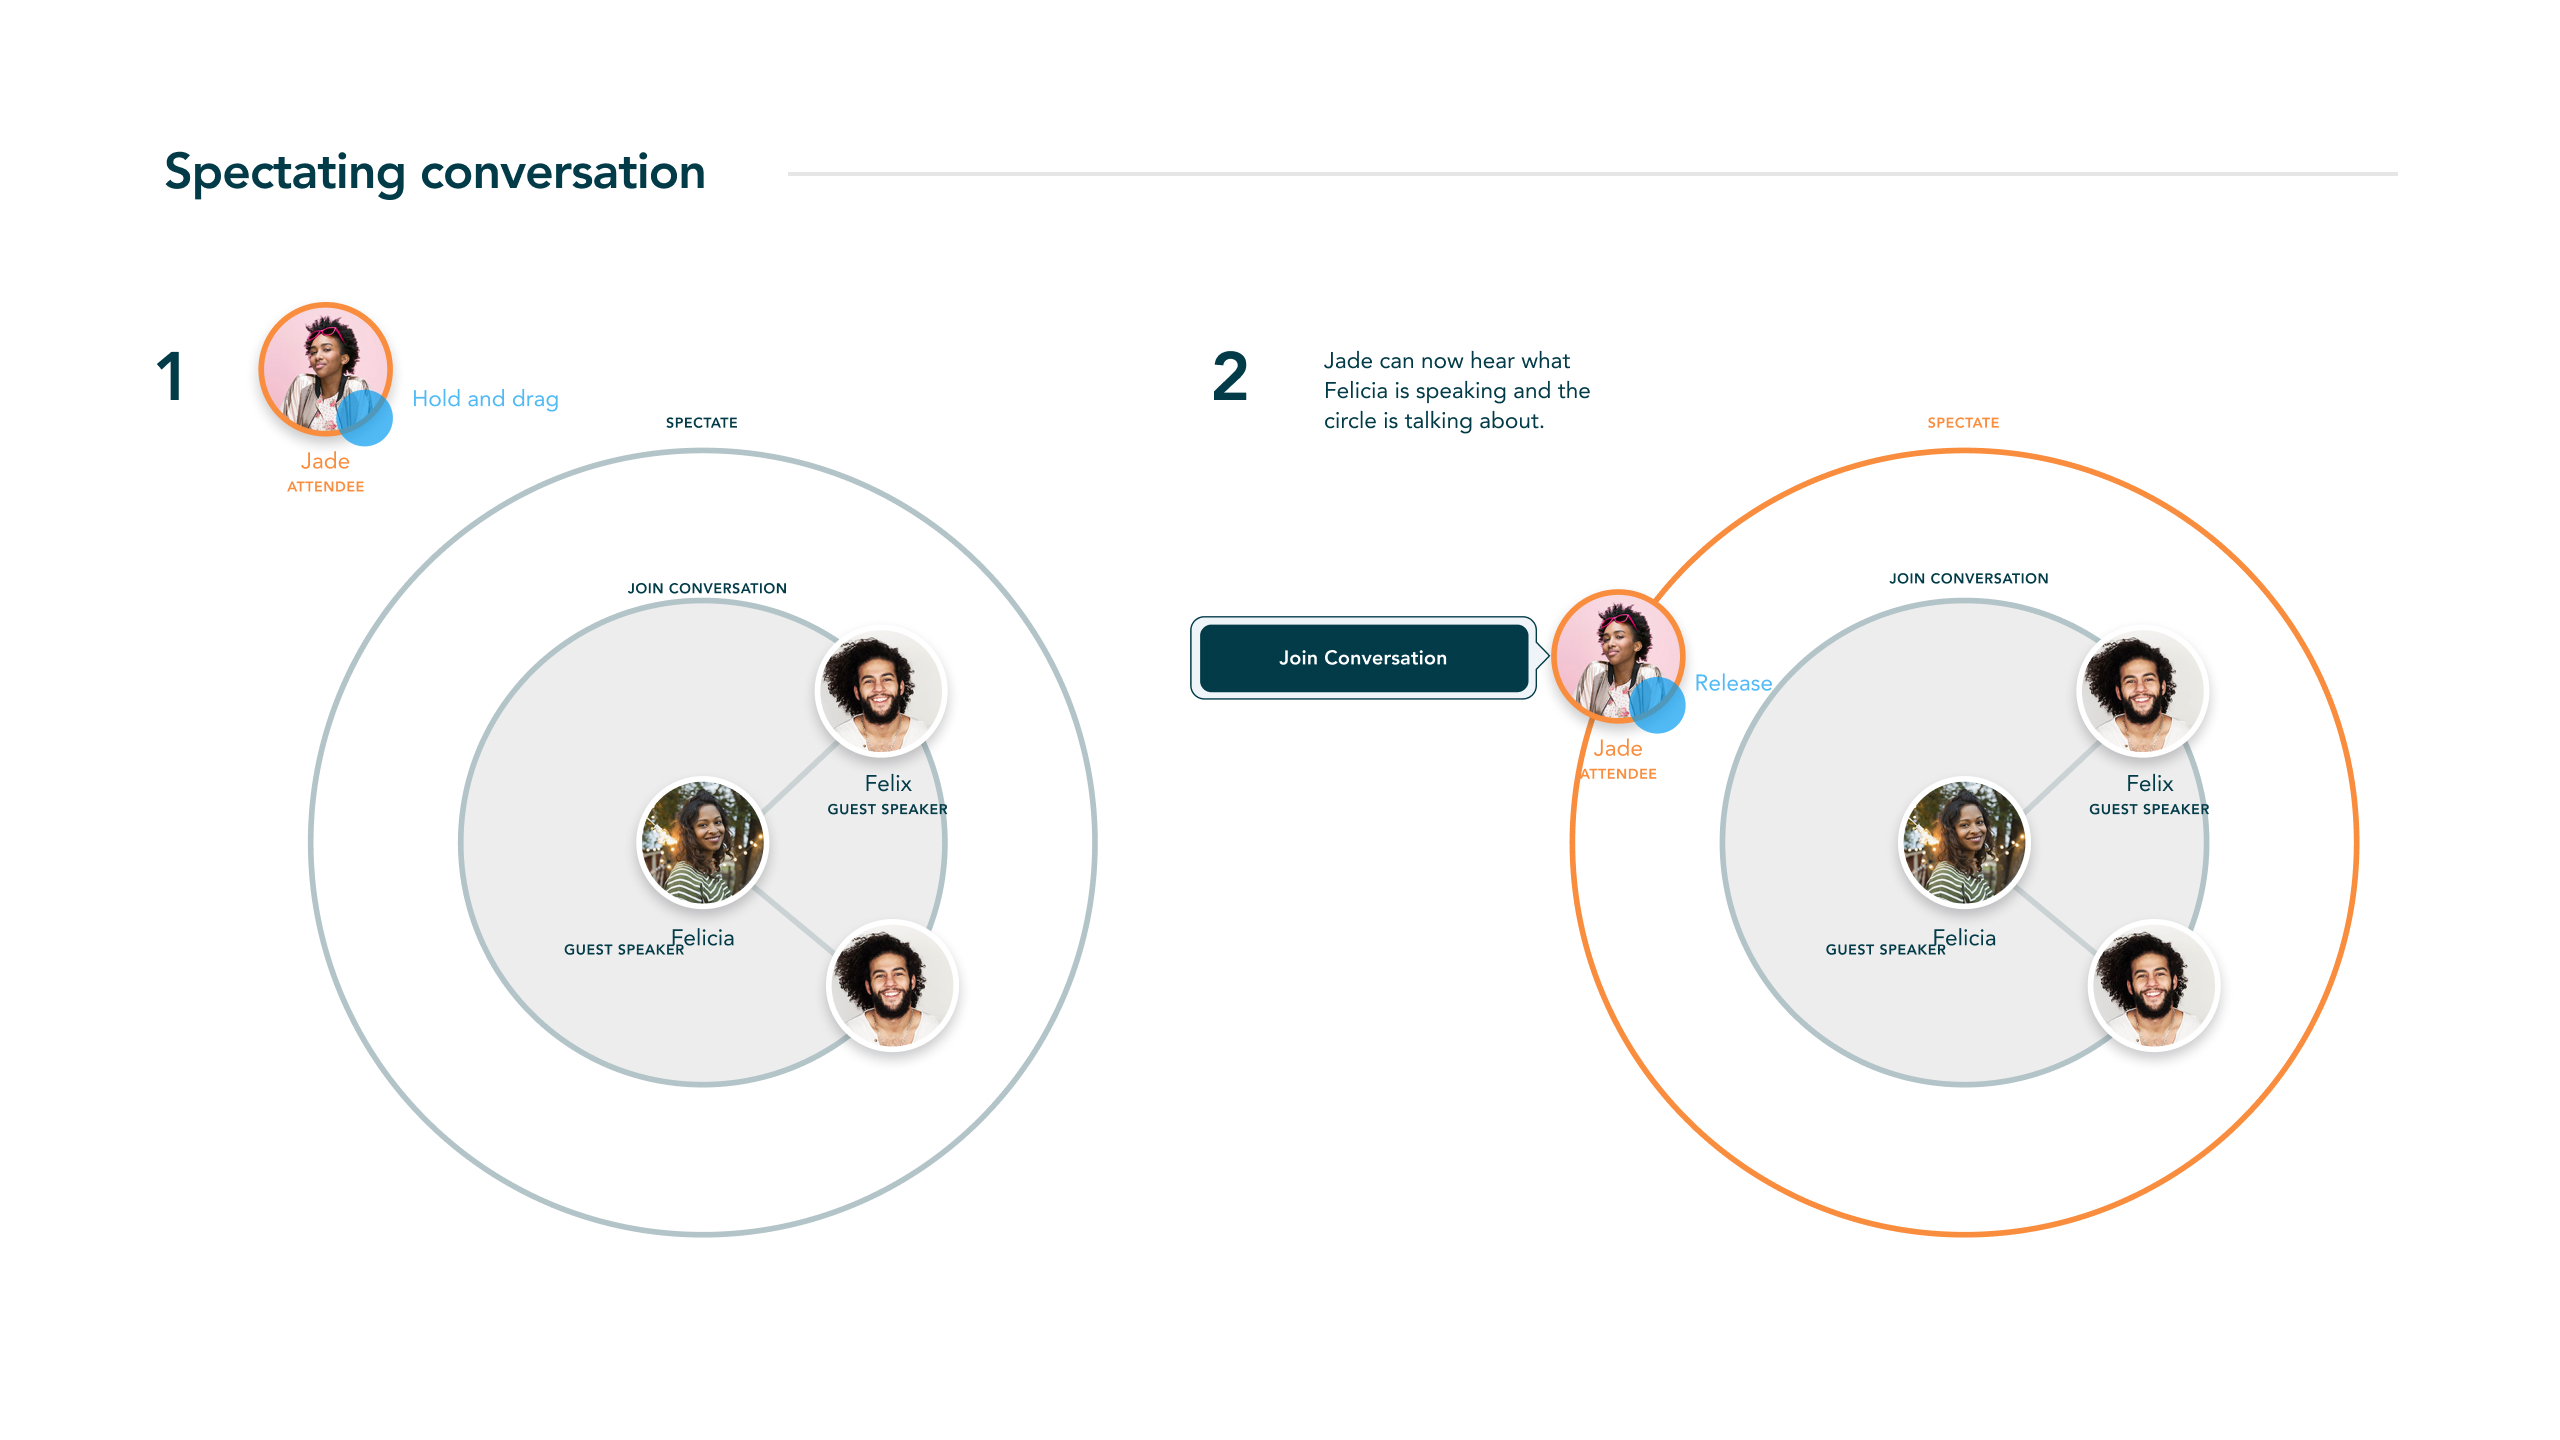 Spectating conversation
1
Hold and drag
Jade
ATTENDEE
SPECTATE
JOIN CONVERSATION
Felix
GUEST SPEAKER
Felicia
GUEST SPEAKER
2
Jade can now hear what
Felicia is speaking and the
circle is talking about.
SPECTATE
JOIN CONVERSATION
Join Conversation
Release
Jade
ATTENDEE
Felix
GUEST SPEAKER
Felicia
GUEST SPEAKER